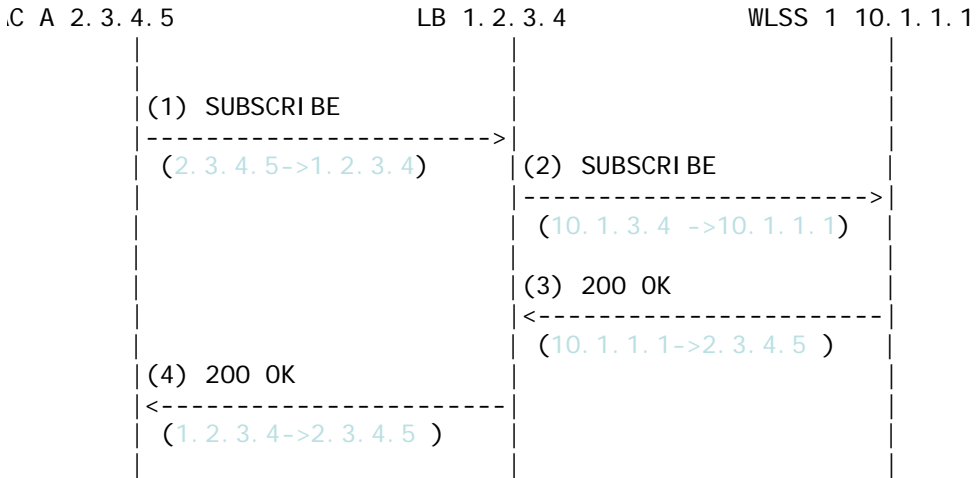 .C A 2.3.4.5 LB 1.2.3.4 WLSS 1 10.1.1.1
(1) SUBSCRIBE
----------------------->
(2.3.4.5->1.2.3.4) (2) SUBSCRIBE
----------------------->
(10.1.3.4 ->10.1.1.1)
(3) 200 OK
<-----------------------
(10.1.1.1->2.3.4.5 )
(4) 200 OK
<-----------------------
(1.2.3.4->2.3.4.5 )